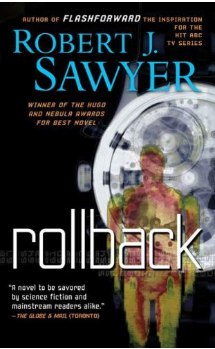 AUTHOR OF FLASHFORWARD THE INSPIRATION
FOR THE
HIT ABC
TV SERIES
ROBERT J.
SAWYER
WINNER OF THE HUGO
AND NEBULA AWARDS
FOR BEST NOVEL
rollback
"A novel to be savored
by science fiction and
mainstream readers alike."
—THE GLOBE & MAIL (TORONTO)